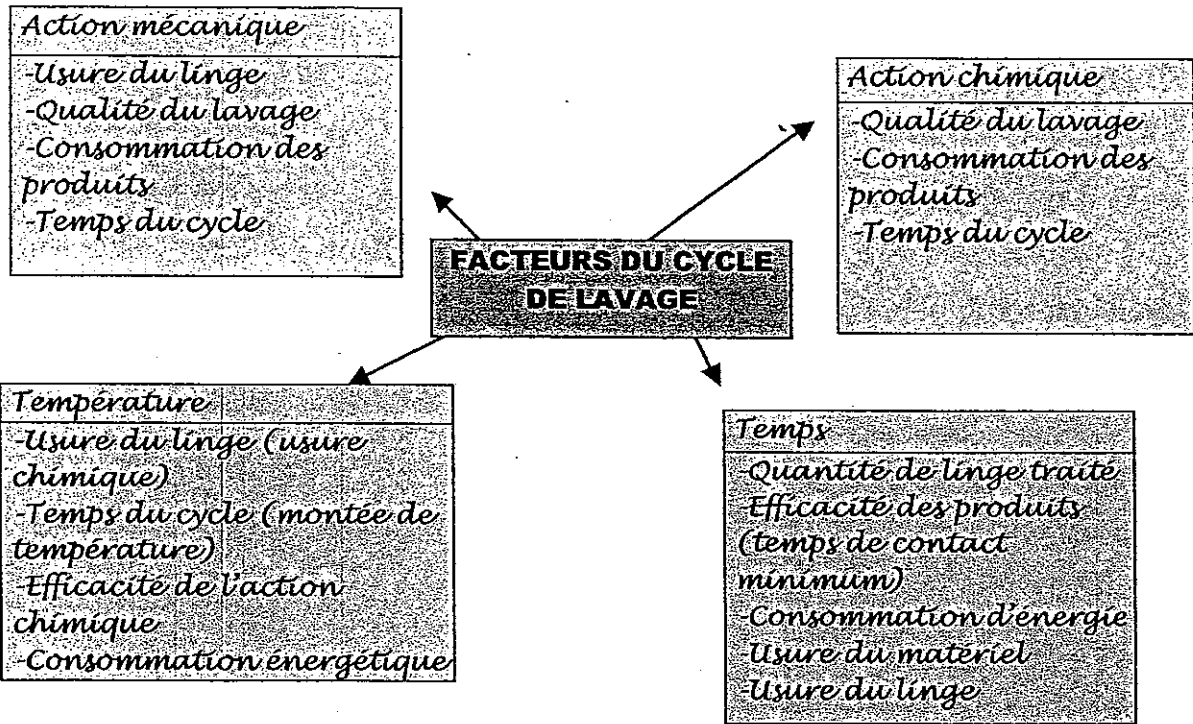 Action mécanique
-Usure du linge
-Qualité du lavage
-Consommation des
produits
-Temps du cycle
Action chimique
-Qualité du lavage
-Consommation des
produits
-Temps du cycle
FACTEURS DU CYCLE
DE LAVAGE
Température
-Usure du linge (usure
chimique)
-Temps du cycle (montée de
température)
-Efficacité de l'action
chimique
-Consommation énergétique
Temps
-Quantité de linge traité
-Efficacité des produits
(temps de contact
minimum)
-Consommation d'énergie
-Usure du matériel
-Usure du linge